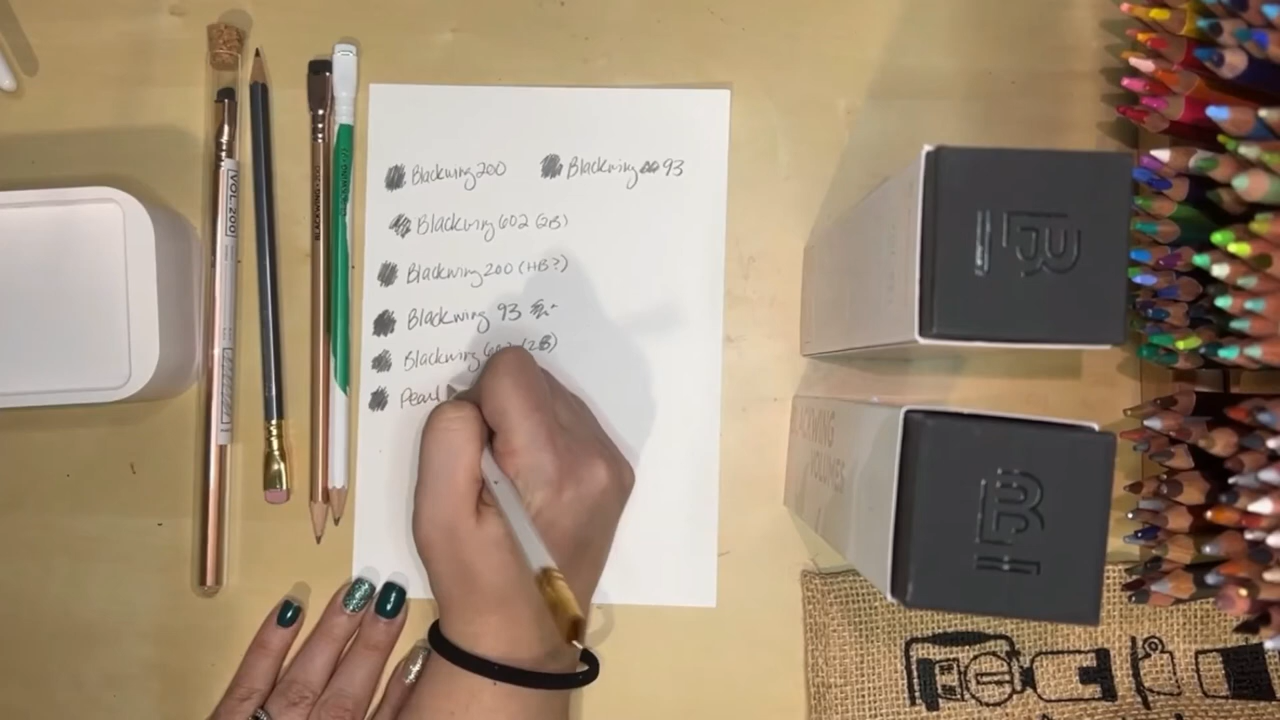 Blackwing 200 Blackwing 93
Blackwing 602 (2B)
Blackwing 200 (HB?)
Blackwing 93
Blackwing (2B)
Pearl
VOL. 200
BLACKWING
VOLUMES